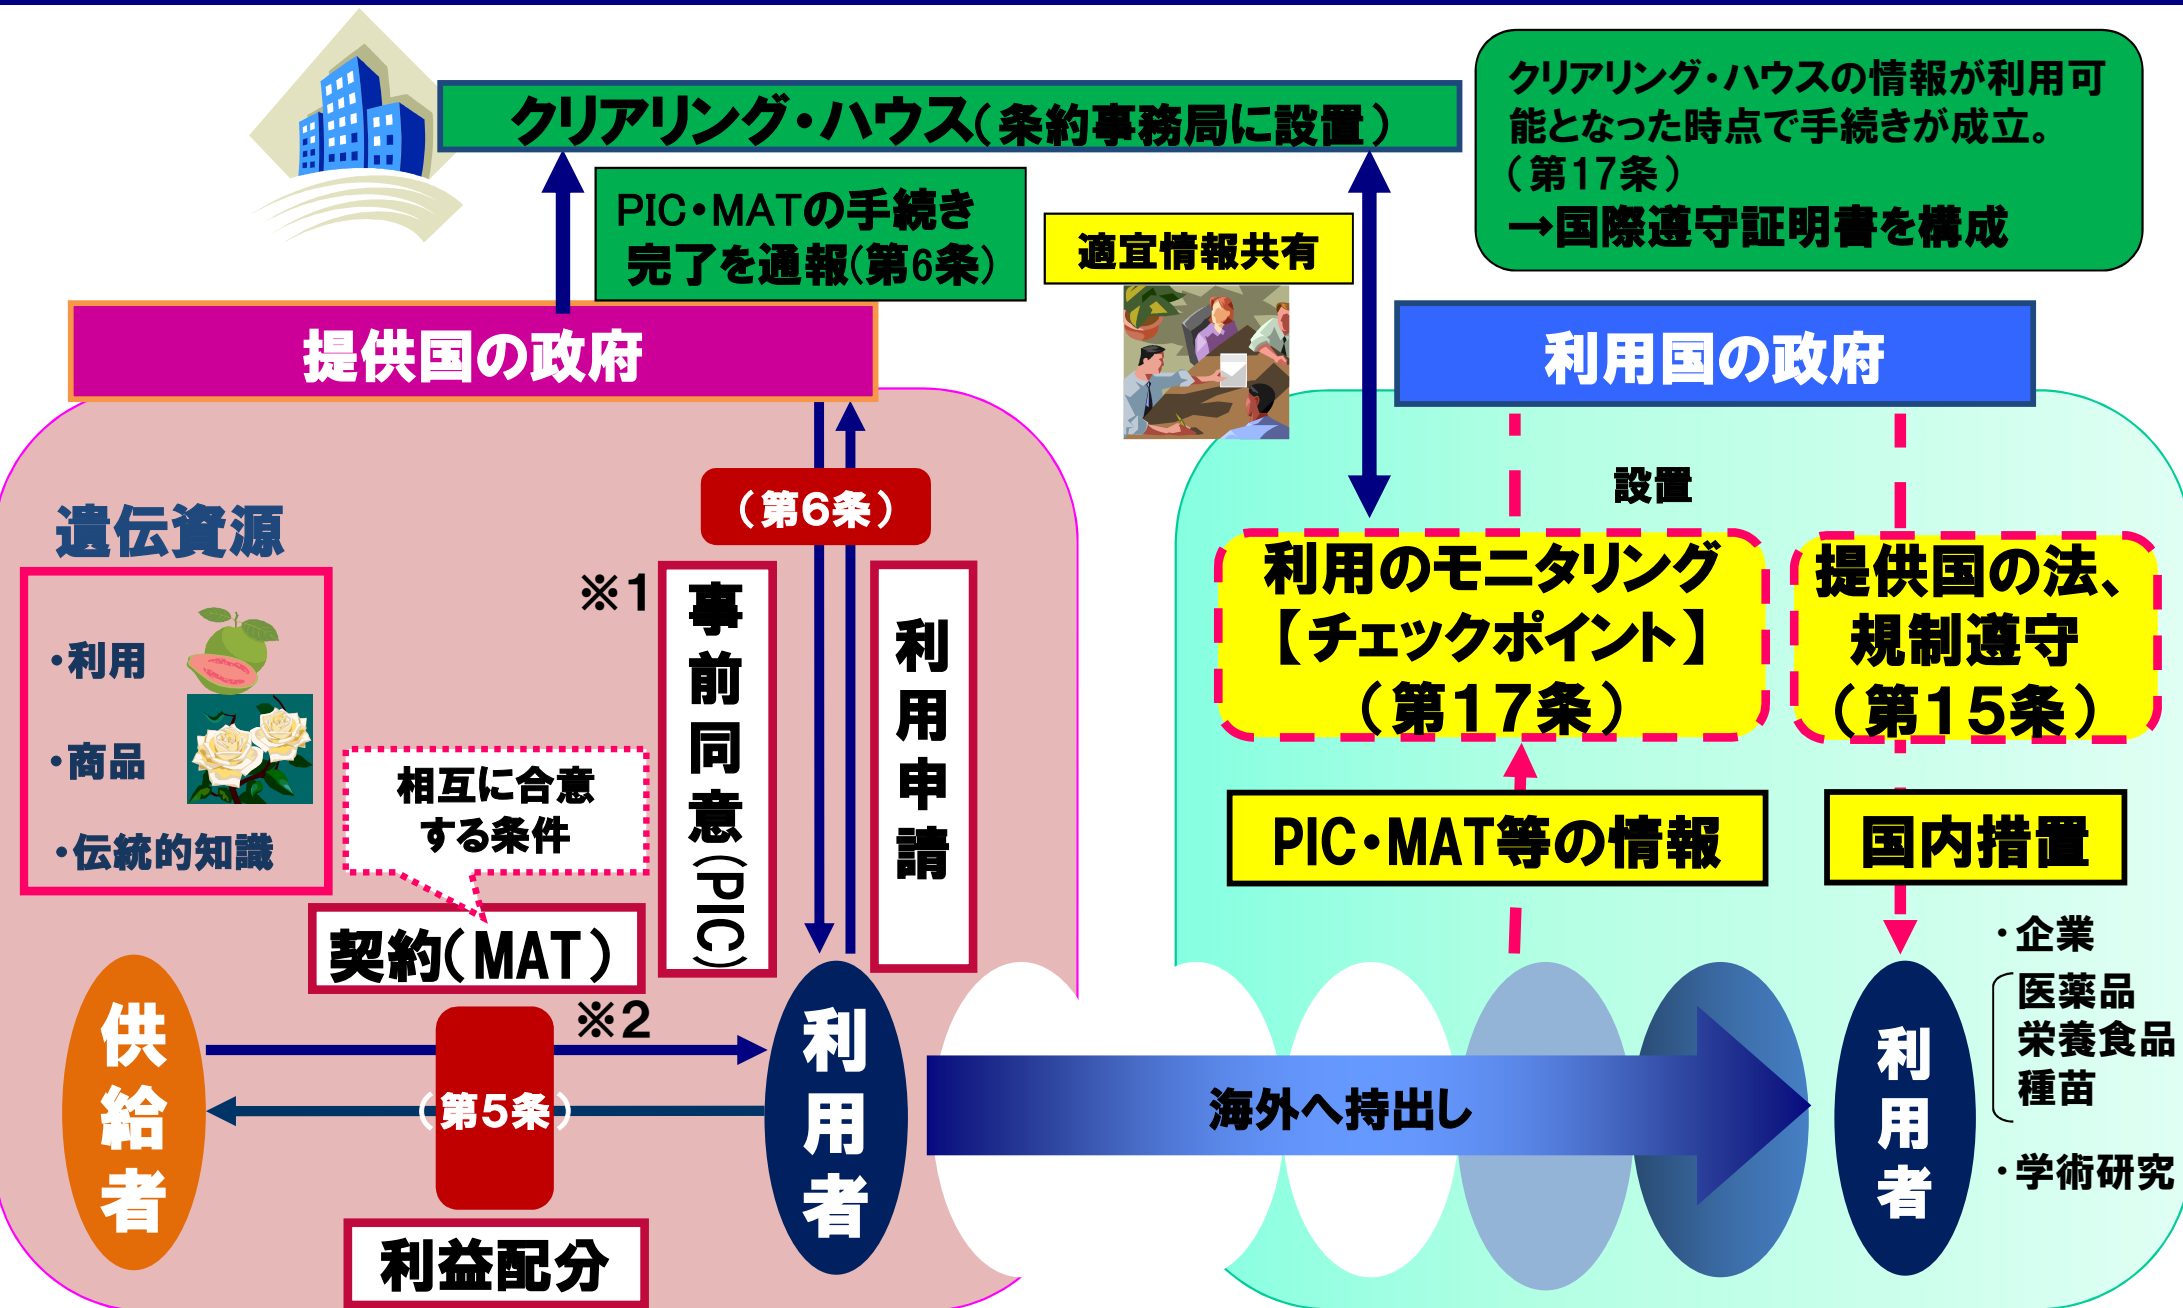 クリアリング・ハウス(条約事務局に設置)
クリアリング・ハウスの情報が利用可
能となった時点で手続きが成立。
(第17条)
→国際遵守証明書を構成
PIC・MATの手続き
完了を通報(第6条)
適宜情報共有
提供国の政府
利用国の政府
(第6条)
設置
遺伝資源
・利用
・商品
・伝統的知識
※1
事前同意(PIC)
利用申請
相互に合意
する条件
契約(MAT)
※2
供給者
(第5条)
利用者
利益配分
利用のモニタリング
【チェックポイント】
(第17条)
提供国の法、
規制遵守
(第15条)
PIC・MAT等の情報
国内措置
海外へ持出し
利用者
・企業
医薬品
栄養食品
種苗
・学術研究